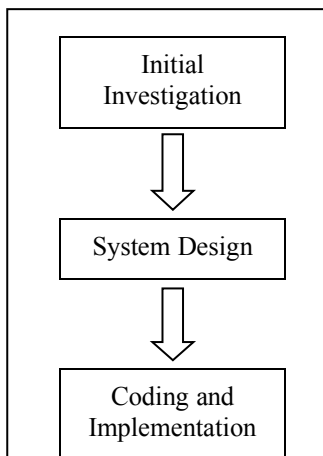 Initial
Investigation
System Design
Coding and
Implementation